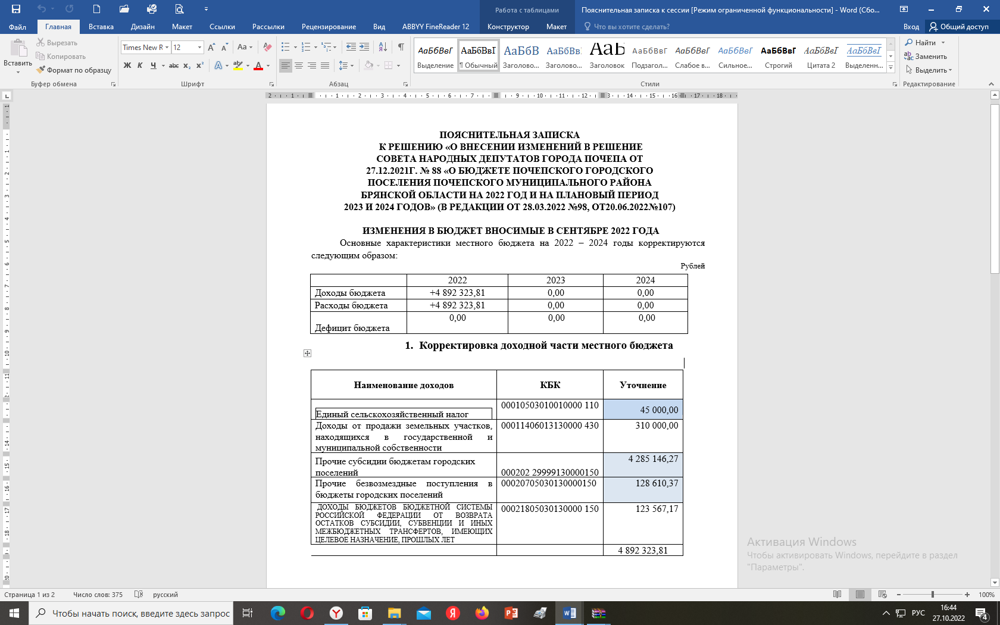 Работа с таблицами
Пояснительная записка к сессии [Режим ограниченной функциональности] - Word (Сбо...
Файл
Главная
Вставка
Дизайн
Макет
Ссылки
Рассылки
Рецензирование
Вид
ABBYY FineReader 12
Конструктор
Макет
Что вы хотите сделать?
Вход
Общий доступ
Вставить
Вырезать
Копировать
Формат по образцу
Буфер обмена
Times New R
12
Шрифт
Абзац
АаБбВвГ АаБбВвІ АаБбВ АаБбВв: АаБ АаБбВвГ АаБбВвГ АаБбВвГ АаБбВвГ АаБбВвГ АаБбВвГ
Выделение ¶ Обычный Заголово... Заголово... Заголовок Подзагол... Слабое в... Сильное... Строгий Цитата 2 Выделенн...
Стили
Найти
Заменить
Выделить
Редактирование
ПОЯСНИТЕЛЬНАЯ ЗАПИСКА
К РЕШЕНИЮ «О ВНЕСЕНИИ ИЗМЕНЕНИЙ В РЕШЕНИЕ
СОВЕТА НАРОДНЫХ ДЕПУТАТОВ ГОРОДА ПОЧЕПА ОТ
27.12.2021Г. № 88 «О БЮДЖЕТЕ ПОЧЕПСКОГО ГОРОДСКОГО
ПОСЕЛЕНИЯ ПОЧЕПСКОГО МУНИЦИПАЛЬНОГО РАЙОНА
БРЯНСКОЙ ОБЛАСТИ НА 2022 ГОД И НА ПЛАНОВЫЙ ПЕРИОД
2023 И 2024 ГОДОВ» (В РЕДАКЦИИ ОТ 28.03.2022 №98, ОТ20.06.2022№107)
ИЗМЕНЕНИЯ В БЮДЖЕТ ВНОСИМЫЕ В СЕНТЯБРЕ 2022 ГОДА
Основные характеристики местного бюджета на 2022 – 2024 годы корректируются
следующим образом:
Рублей
2022 2023 2024
Доходы бюджета +4 892 323,81 0,00 0,00
Расходы бюджета +4 892 323,81 0,00 0,00
0,00 0,00 0,00
Дефицит бюджета
1. Корректировка доходной части местного бюджета
Наименование доходов КБК Уточнение
00010503010010000 110
45 000,00
Единый сельскохозяйственный налог
Доходы от продажи земельных участков, 00011406013130000 430 310 000,00
находящихся в государственной и
муниципальной собственности
4 285 146,27
Прочие субсидии бюджетам городских
поселений 000202 29999130000150
Прочие безвозмездные поступления в 00020705030130000150 128 610,37
бюджеты городских поселений
ДОХОДЫ БЮДЖЕТОВ БЮДЖЕТНОЙ СИСТЕМЫ 00021805030130000 150 123 567,17
РОССИЙСКОЙ ФЕДЕРАЦИИ ОТ ВОЗВРАТА
ОСТАТКОВ СУБСИДИИ, СУБВЕНЦИИ И ИНЫХ
МЕЖБЮДЖЕТНЫХ ТРАНСФЕРТОВ, ИМЕЮЩИХ
ЦЕЛЕВОЕ НАЗНАЧЕНИЕ, ПРОШЛЫХ ЛЕТ
4 892 323,81
Активация Windows
Чтобы активировать Windows, перейдите в раздел
"Параметры".
Страница 1 из 2 Число слов: 375 русский
100%
Чтобы начать поиск, введите здесь запрос
РУС
16:44
27.10.2022
4